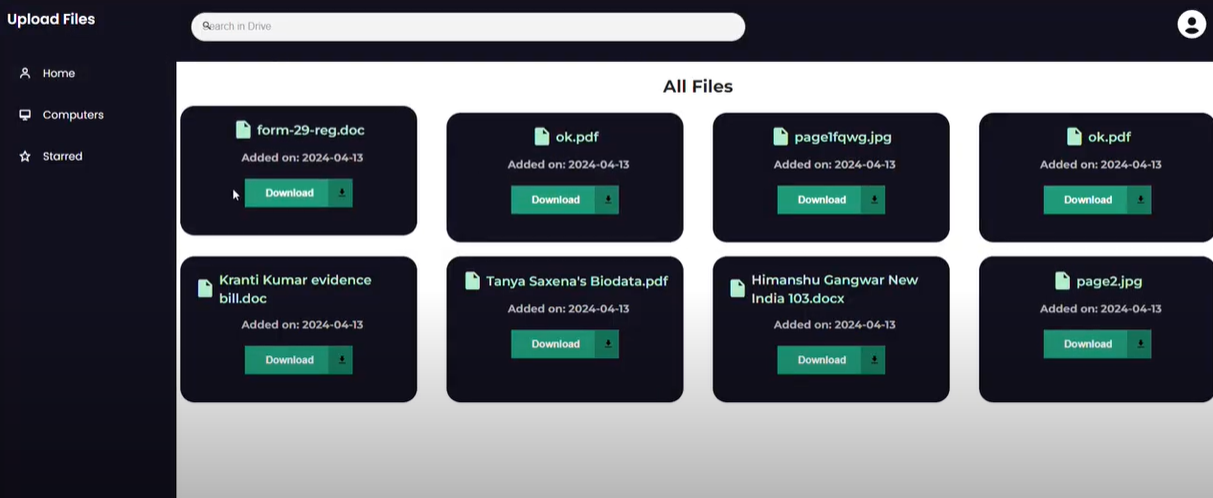 Upload Files
Search in Drive
Home
Computers
Starred
All Files
form-29-reg.doc
Added on: 2024-04-13
Download
ok.pdf
Added on: 2024-04-13
Download
page1fqwg.jpg
Added on: 2024-04-13
Download
ok.pdf
Added on: 2024-04-13
Download
Kranti Kumar evidence
bill.doc
Added on: 2024-04-13
Download
Tanya Saxena's Biodata.pdf
Added on: 2024-04-13
Download
Himanshu Gangwar New
India 103.docx
Added on: 2024-04-13
Download
page2.jpg
Added on: 2024-04-13
Download